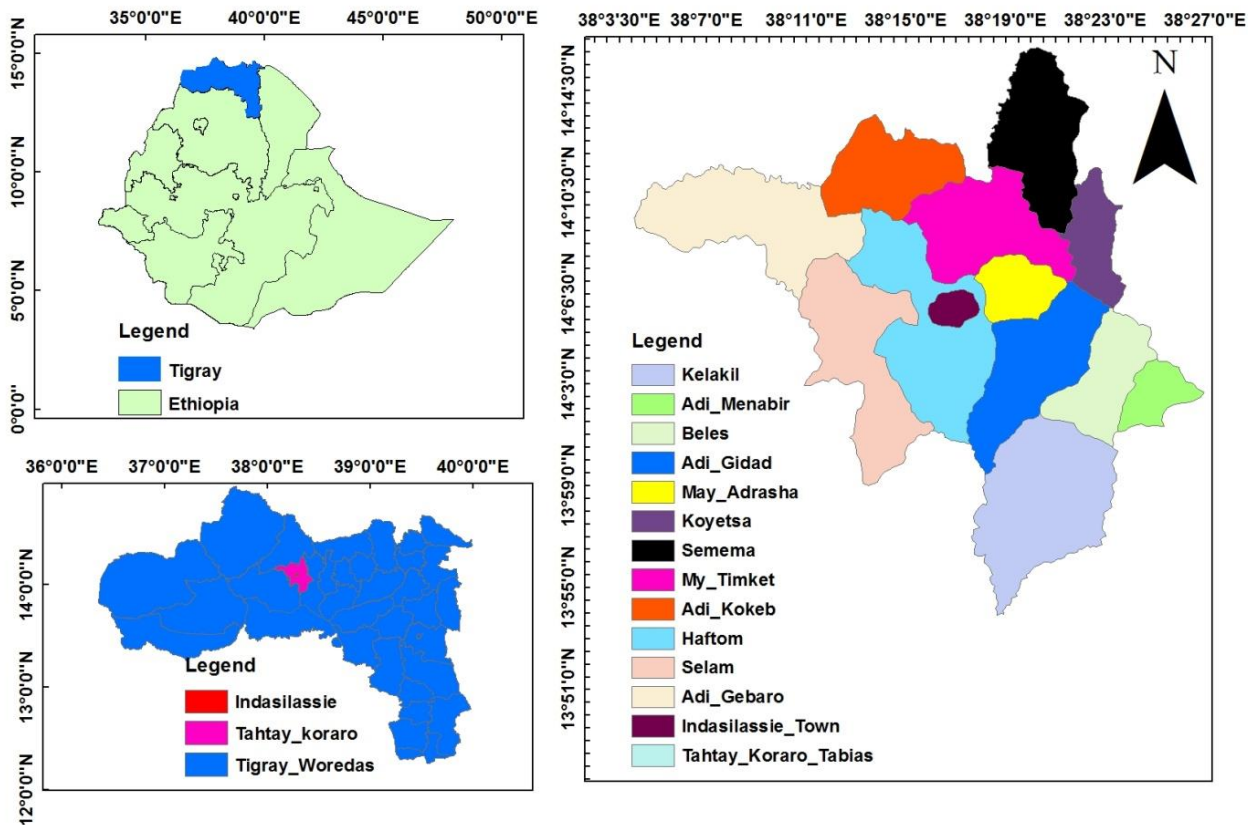 35°0'0"E 40°0'0"E 50°0'0"E
15°0'0"N
10°0'0"N
5°0'0"N
0°0'0"N
Legend
Tigray
Ethiopia
36°0'0"E 37°0'0"E 38°0'0"E 39°0'0"E 40°0'0"E
14°0'0"N
13°0'0"N
12°0'0"N
Legend
Indasilassie
Tahtay_koraro
Tigray_Woredas
38°3'30"E 38°7'0"E 38°11'0"E 38°15'0"E 38°19'0"E 38°23'0"E 38°27'0"E
14°14'30"N
14°10'30"N
14°6'30"N
14°3'0"N
13°59'0"N
13°55'0"N
13°51'0"N
N
Legend
Kelakil
Adi_Menabir
Beles
Adi_Gidad
May_Adrasha
Koyetsa
Semema
My_Timket
Adi_Kokeb
Haftom
Selam
Adi_Gebaro
Indasilassie_Town
Tahtay_Koraro_Tabias